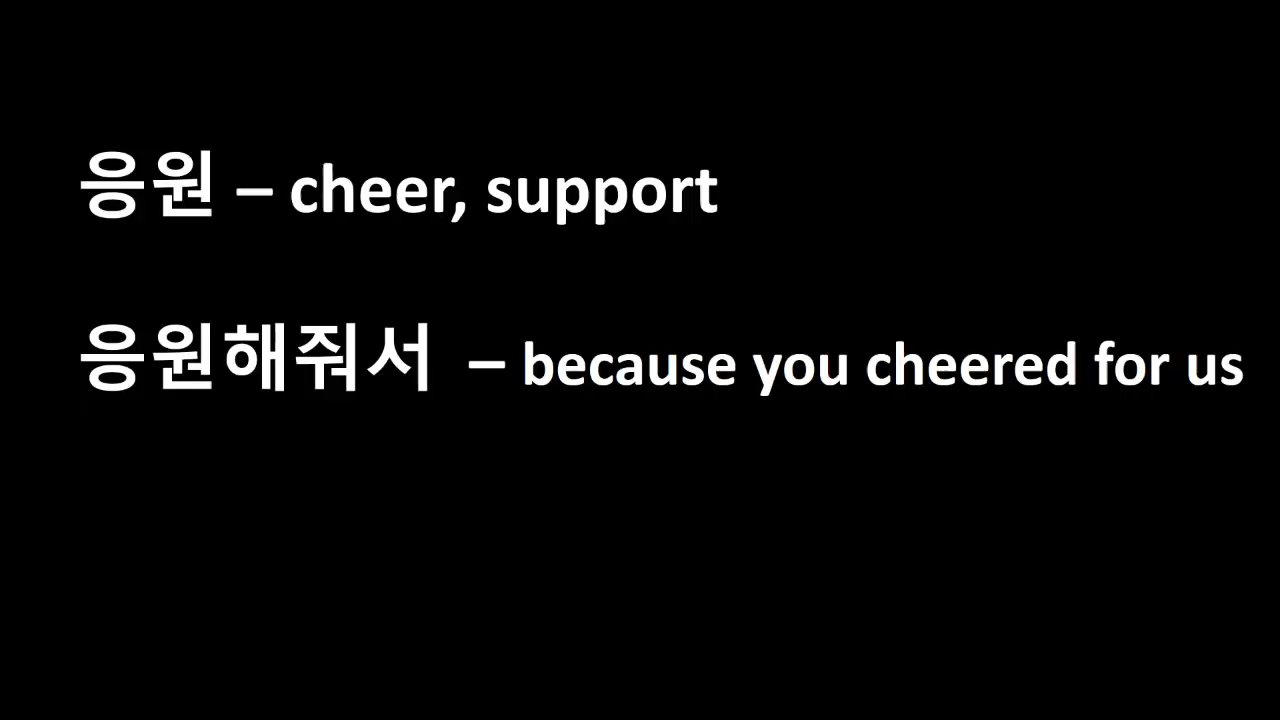 응원 – cheer, support
응원해줘서 – because you cheered for us